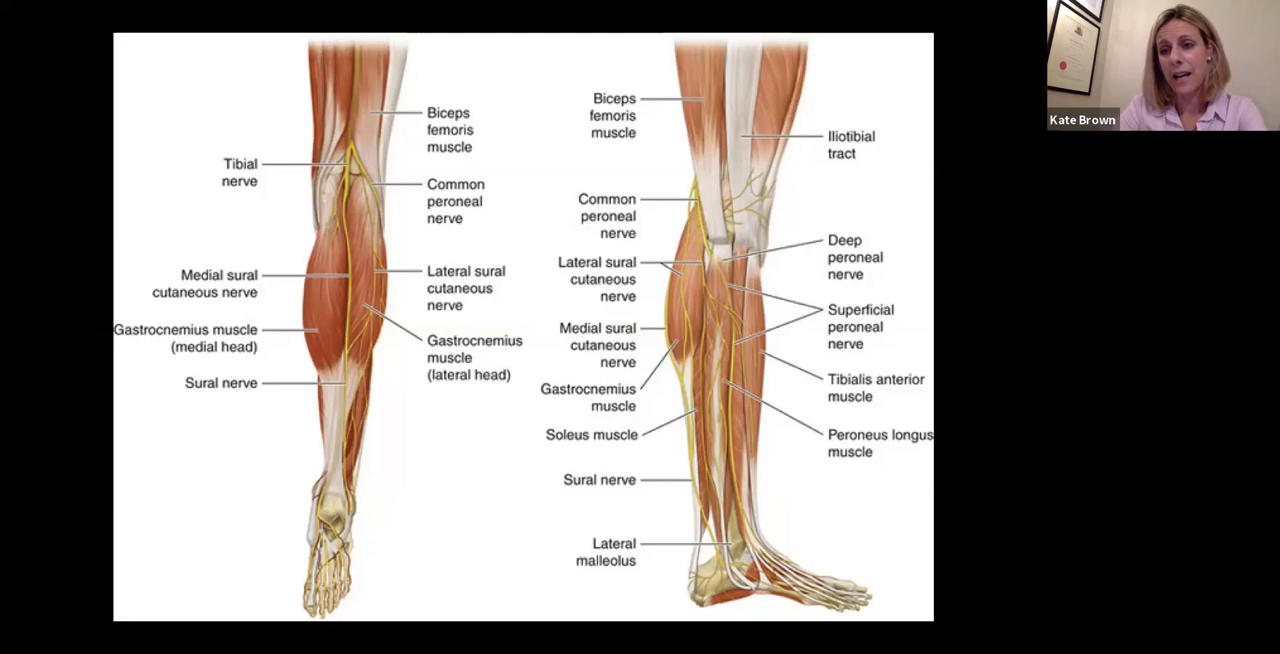 Kate Brown
Biceps
femoris
muscle
Tibial
nerve
Common
peroneal
nerve
Medial sural
cutaneous nerve
Lateral sural
cutaneous
nerve
Gastrocnemius muscle
(medial head)
Gastrocnemius
muscle
(lateral head)
Sural nerve
Biceps
femoris
muscle
Iliotibial
tract
Common
peroneal
nerve
Deep
peroneal
nerve
Lateral sural
cutaneous
nerve
Superficial
peroneal
nerve
Medial sural
cutaneous
nerve
Tibialis anterior
muscle
Gastrocnemius
muscle
Soleus muscle
Peroneus longus
muscle
Sural nerve
Lateral
malleolus